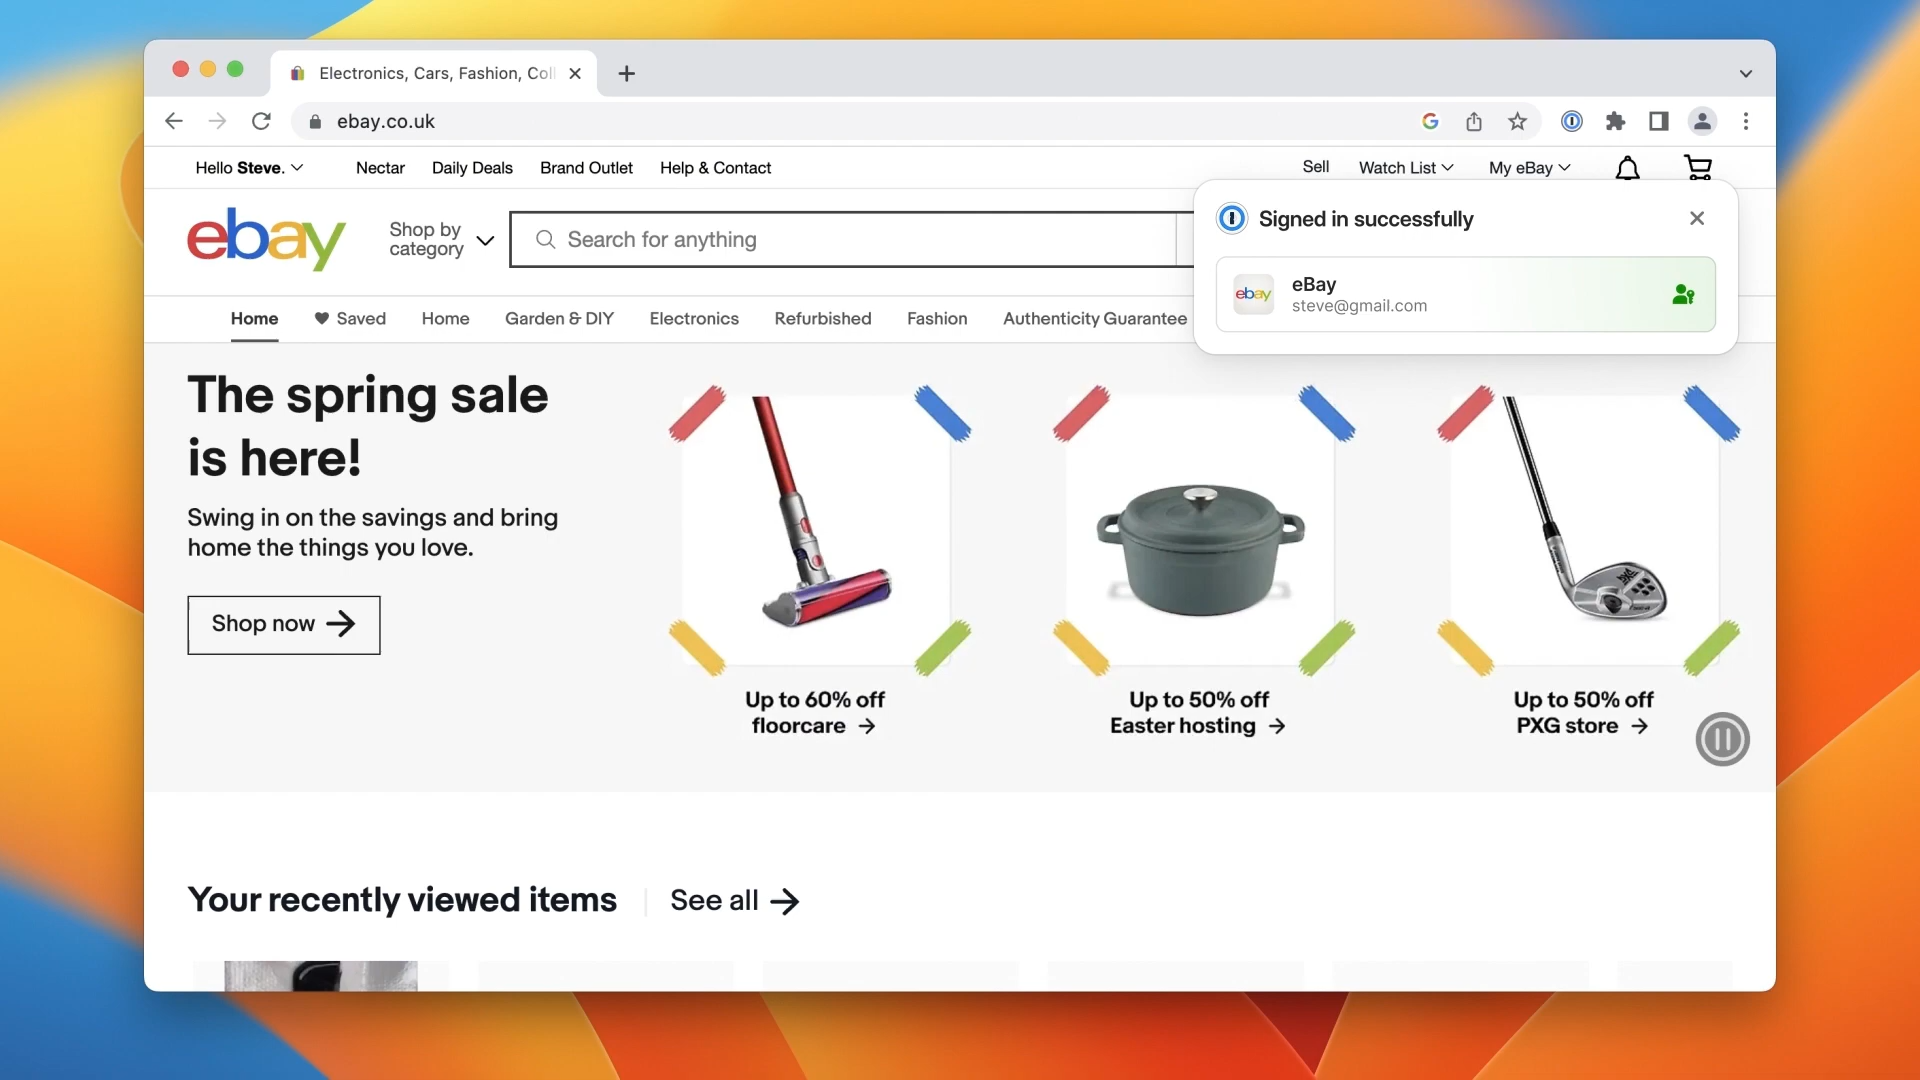 Electronics, Cars, Fashion, Col
ebay.co.uk
Hello Steve.
Nectar
Daily Deals
Brand Outlet
Help & Contact
Sell
Watch List
My eBay
ebay
Shop by
category
Search for anything
Signed in successfully
ebay
eBay
steve@gmail.com
Home
Saved
Home
Garden & DIY
Electronics
Refurbished
Fashion
Authenticity Guarantee
The spring sale
is here!
Swing in on the savings and bring
home the things you love.
Shop now
PXG
Up to 60% off
floorcare
Up to 50% off
Easter hosting
Up to 50% off
PXG store
Your recently viewed items
See all